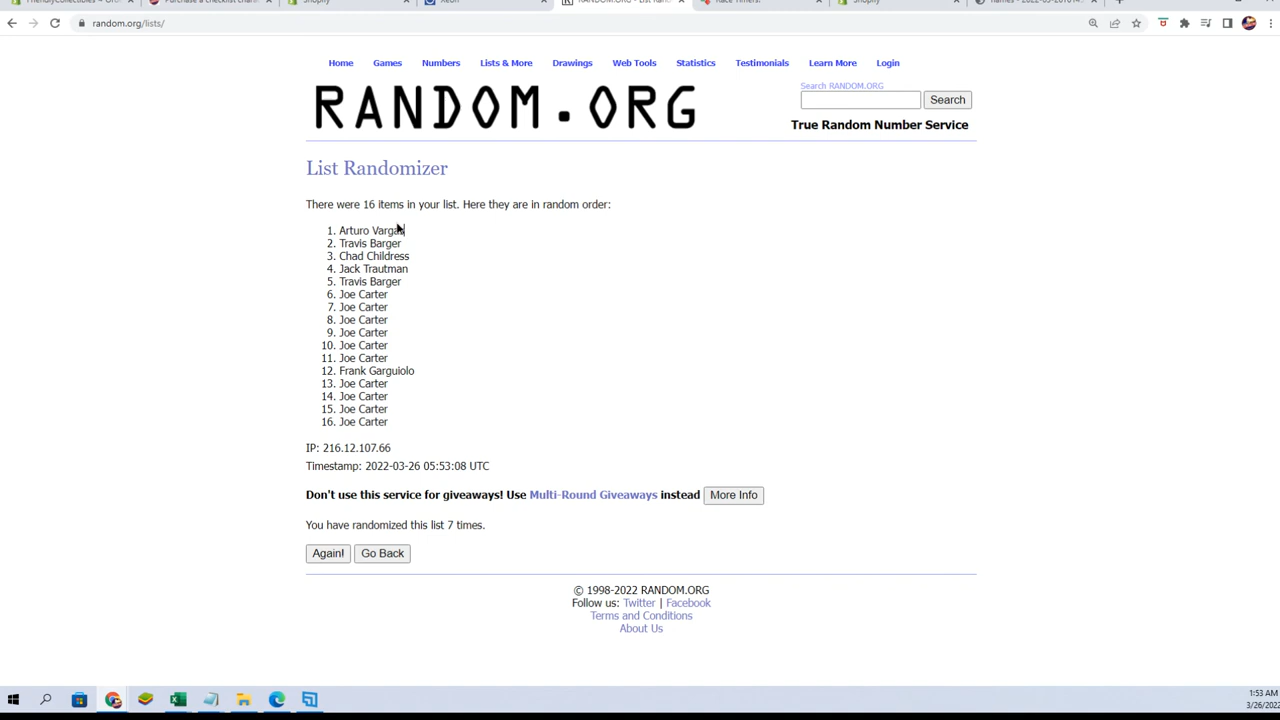 random.org/lists/
Home Games Numbers Lists & More Drawings Web Tools Statistics Testimonials Learn More Login
RANDOM.ORG
Search RANDOM.ORG
Search
True Random Number Service
List Randomizer
There were 16 items in your list. Here they are in random order:
1. Arturo Vargas
2. Travis Barger
3. Chad Childress
4. Jack Trautman
5. Travis Barger
6. Joe Carter
7. Joe Carter
8. Joe Carter
9. Joe Carter
10. Joe Carter
11. Joe Carter
12. Frank Garguiolo
13. Joe Carter
14. Joe Carter
15. Joe Carter
16. Joe Carter
IP: 216.12.107.66
Timestamp: 2022-03-26 05:53:08 UTC
Don't use this service for giveaways! Use Multi-Round Giveaways instead More Info
You have randomized this list 7 times.
Again! Go Back
© 1998-2022 RANDOM.ORG
Follow us: Twitter | Facebook
Terms and Conditions
About Us
1:53 AM